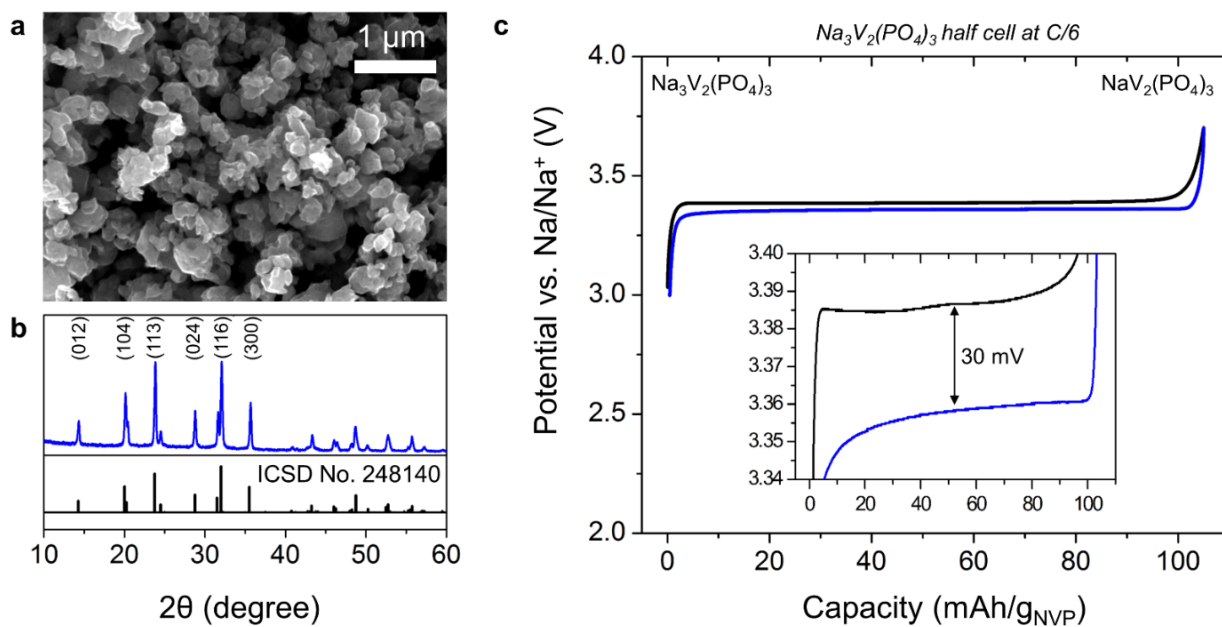 a
1 μm
b
(012)
(104)
(113)
(024)
(116)
(300)
ICSD No. 248140
10 20 30 40 50 60
2θ (degree)
c
Na₃V₂(PO₄)₃ half cell at C/6
Na₃V₂(PO₄)₃
NaV₂(PO₄)₃
4.0
3.5
3.0
2.5
2.0
Potential vs. Na/Na⁺ (V)
3.40
3.39
3.38
3.37
3.36
3.35
3.34
30 mV
0 20 40 60 80 100
0 20 40 60 80 100
Capacity (mAh/g_NVP)